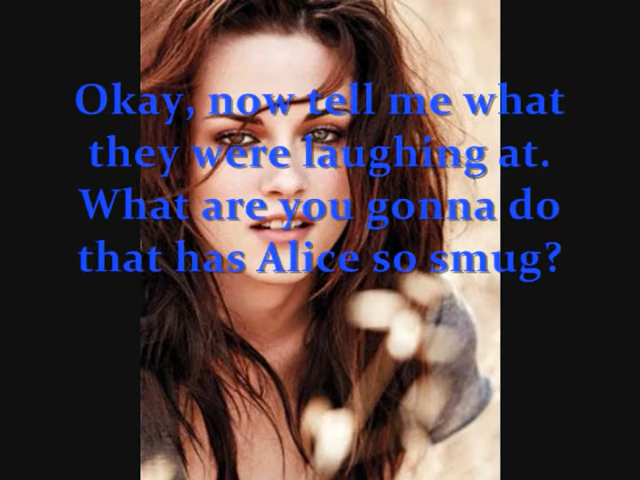 Okay, now tell me what
they were laughing at.
What are you gonna do
that has Alice so smug?